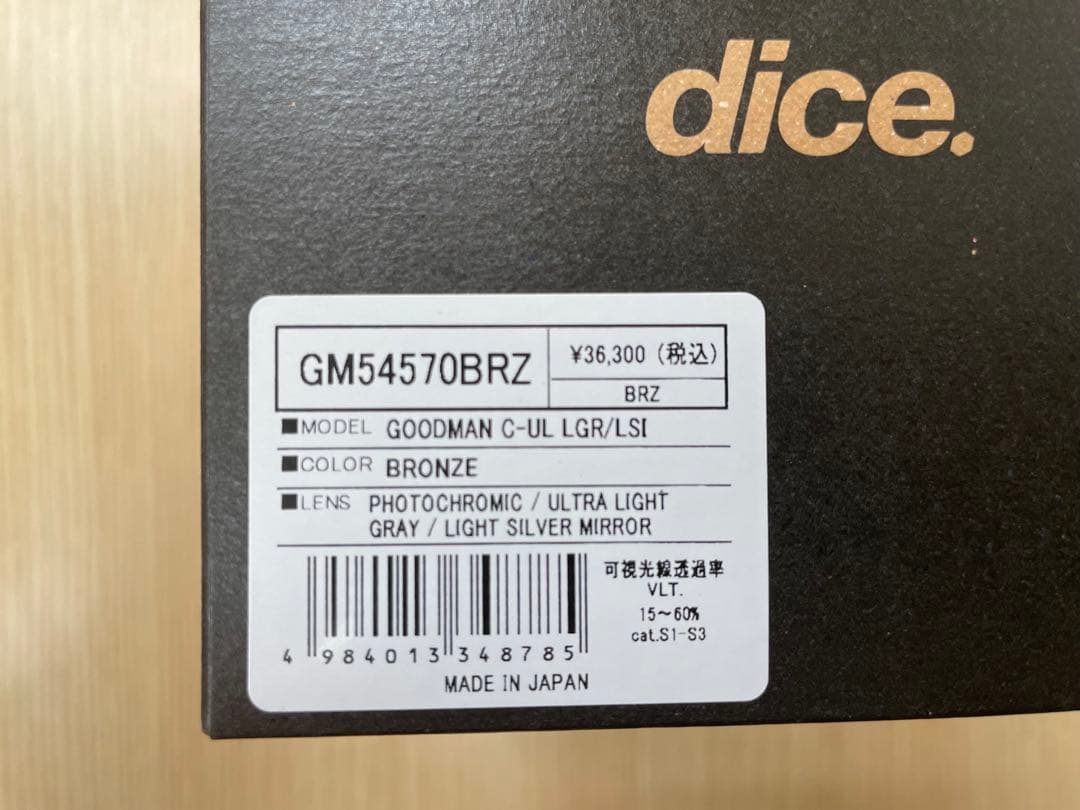 dice.
GM54570BRZ
¥36,300 (税込)
BRZ
■MODEL GOODMAN C-UL LGR/LSI
■COLOR BRONZE
■LENS PHOTOCHROMIC / ULTRA LIGHT
GRAY / LIGHT SILVER MIRROR
可視光線透過率
VLT.
15～60%
cat.S1-S3
4 984013 348785
MADE IN JAPAN